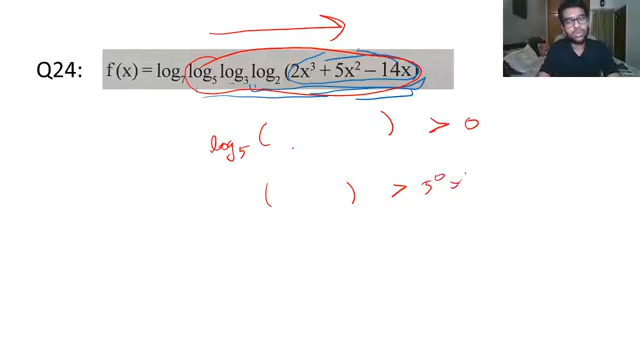 Q24: f(x) = log₇ log₅ log₃ log₂ (2x³ + 5x² − 14x)
log₅ ( ) > 0
( ) > 5⁰ =